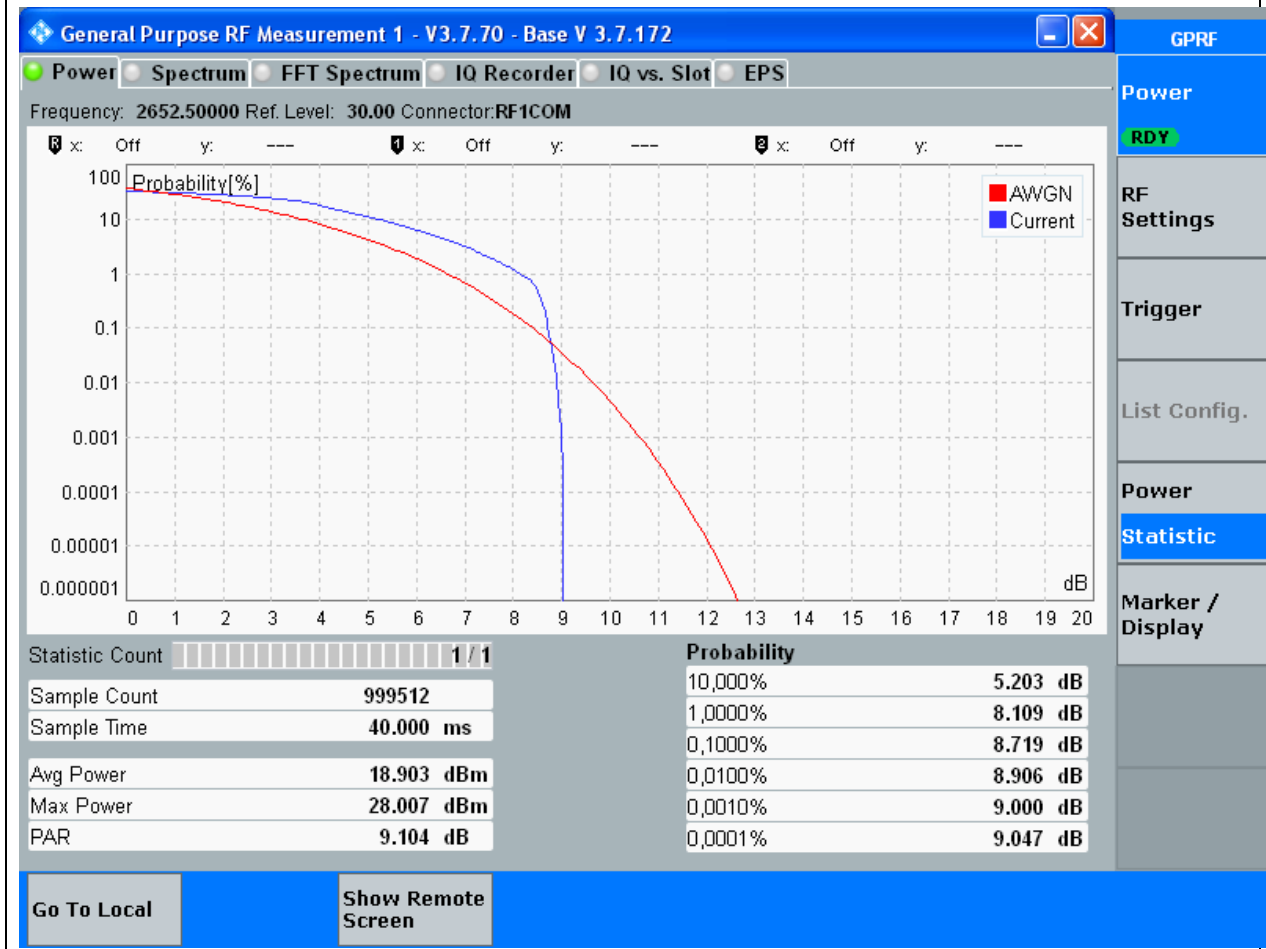 General Purpose RF Measurement 1 - V3.7.70 - Base V 3.7.172
GPRF
Power Spectrum FFT Spectrum IQ Recorder IQ vs. Slot EPS
Frequency: 2652.50000 Ref. Level: 30.00 Connector:RF1COM
R x: Off y: --- 1 x: Off y: --- 2 x: Off y: ---
Probability[%]
AWGN
Current
100
10
1
0.1
0.01
0.001
0.0001
0.00001
0.000001
dB
0 1 2 3 4 5 6 7 8 9 10 11 12 13 14 15 16 17 18 19 20
Statistic Count 1 / 1
Sample Count 999512
Sample Time 40.000 ms
Avg Power 18.903 dBm
Max Power 28.007 dBm
PAR 9.104 dB
Probability
10,000% 5.203 dB
1,0000% 8.109 dB
0,1000% 8.719 dB
0,0100% 8.906 dB
0,0010% 9.000 dB
0,0001% 9.047 dB
Power
RDY
RF
Settings
Trigger
List Config.
Power
Statistic
Marker /
Display
Go To Local
Show Remote
Screen